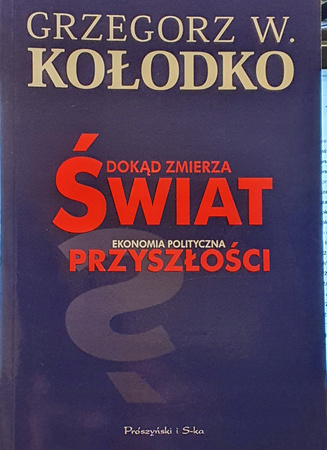 GRZEGORZ W.
KOŁODKO
DOKĄD ZMIERZA
ŚWIAT
EKONOMIA POLITYCZNA
PRZYSZŁOŚCI
?
Prószyński i S-ka